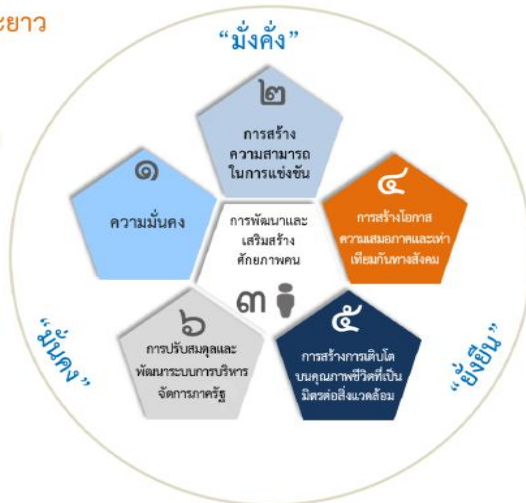 ะยาว
“มั่งคั่ง”
๒
การสร้าง
ความสามารถ
ในการแข่งขัน
๑
ความมั่นคง
การพัฒนาและ
เสริมสร้าง
ศักยภาพคน
๓
๔
การสร้างโอกาส
ความเสมอภาคและเท่า
เทียมกันทางสังคม
๖
การปรับสมดุลและ
พัฒนาระบบการบริหาร
จัดการภาครัฐ
๕
การสร้างการเติบโต
บนคุณภาพชีวิตที่เป็น
มิตรต่อสิ่งแวดล้อม
“มั่นคง”
“ยั่งยืน”